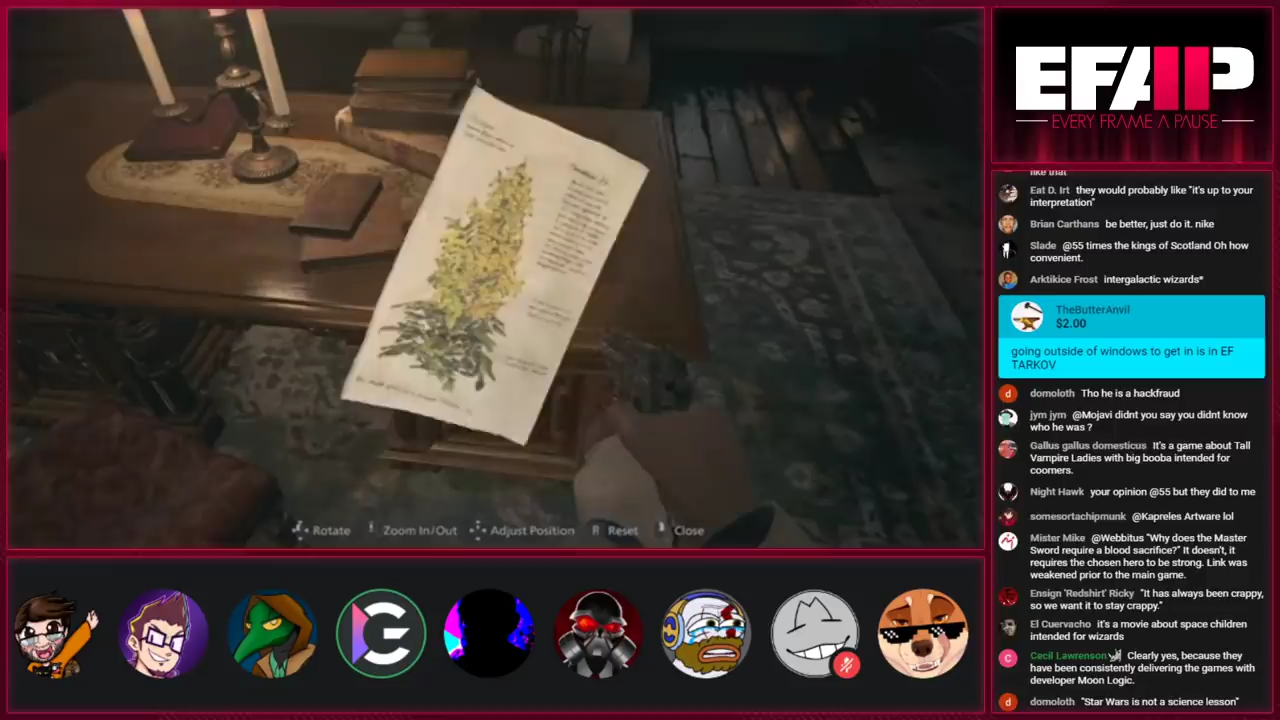 Rotate
Zoom In/Out
Adjust Position
R Reset
Close
EFAP
EVERY FRAME A PAUSE
like that
Eat D. Irt they would probably like "it's up to your
interpretation"
Brian Carthans be better, just do it. nike
Slade @55 times the kings of Scotland Oh how
convenient.
Arktikice Frost intergalactic wizards*
TheButterAnvil
$2.00
going outside of windows to get in is in EF
TARKOV
d domoloth Tho he is a hackfraud
jym jym @Mojavi didnt you say you didnt know
who he was ?
Gallus gallus domesticus It's a game about Tall
Vampire Ladies with big booba intended for
coomers.
Night Hawk your opinion @55 but they did to me
somesortachipmunk @Kapreles Artware lol
Mister Mike @Webbitus "Why does the Master
Sword require a blood sacrifice?" It doesn't, it
requires the chosen hero to be strong. Link was
weakened prior to the main game.
Ensign 'Redshirt' Ricky "It has always been crappy,
so we want it to stay crappy."
El Cuervacho it's a movie about space children
intended for wizards
C Cecil Lawrenson Clearly yes, because they
have been consistently delivering the games with
developer Moon Logic.
d domoloth "Star Wars is not a science lesson"